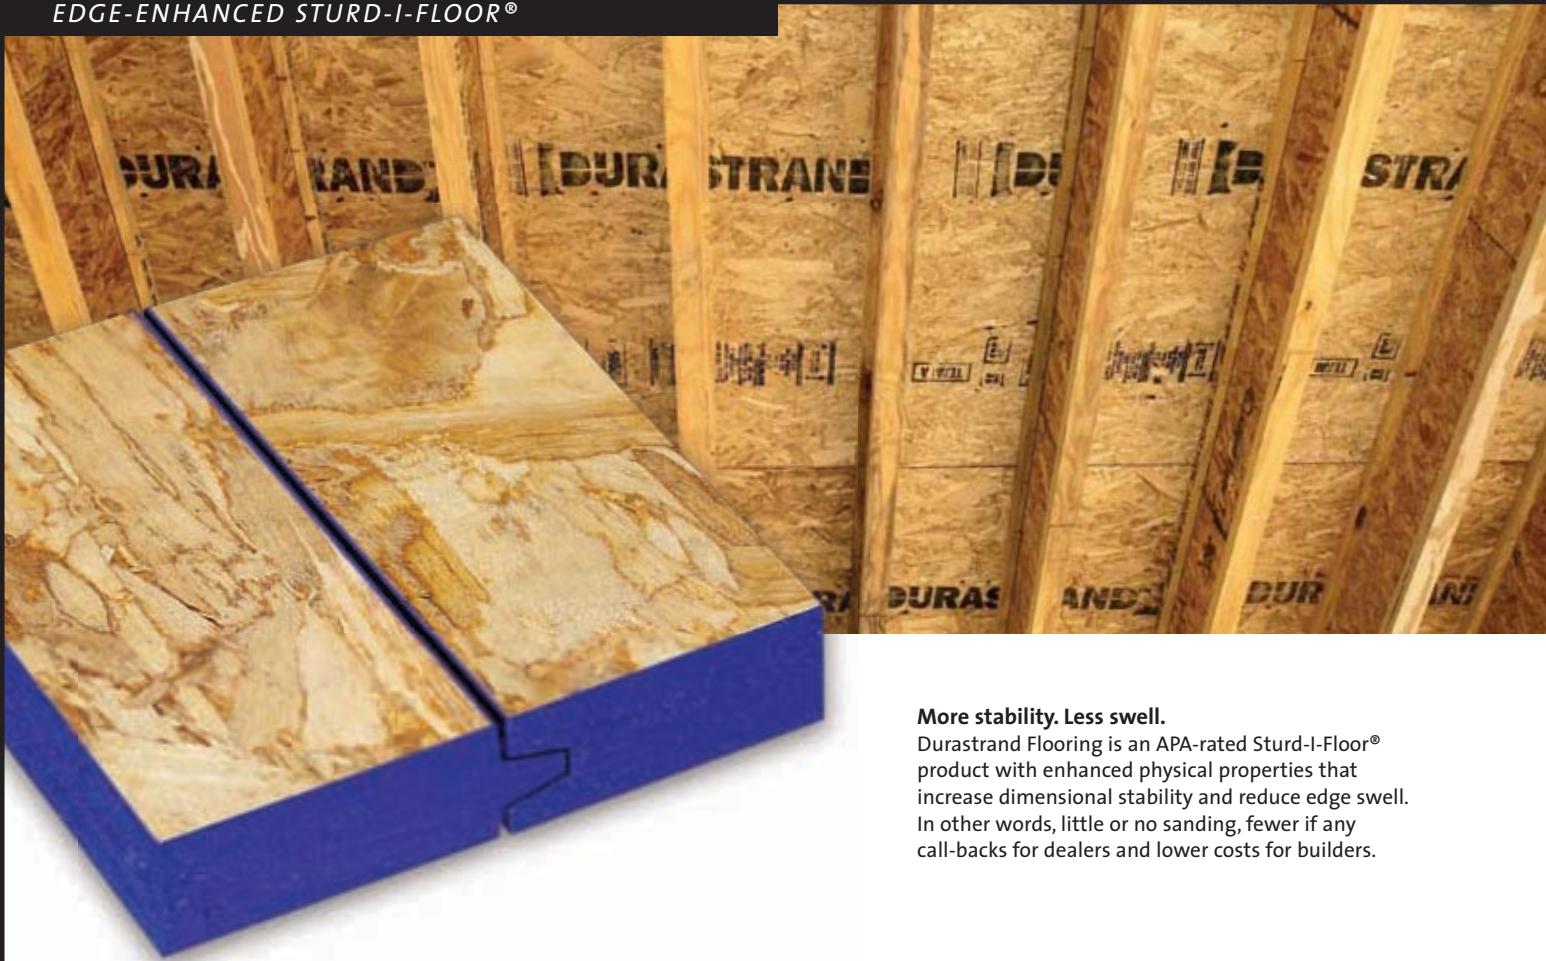 EDGE-ENHANCED STURD-I-FLOOR®
DURASTRAND
More stability. Less swell.
Durastrand Flooring is an APA-rated Sturd-I-Floor®
product with enhanced physical properties that
increase dimensional stability and reduce edge swell.
In other words, little or no sanding, fewer if any
call-backs for dealers and lower costs for builders.